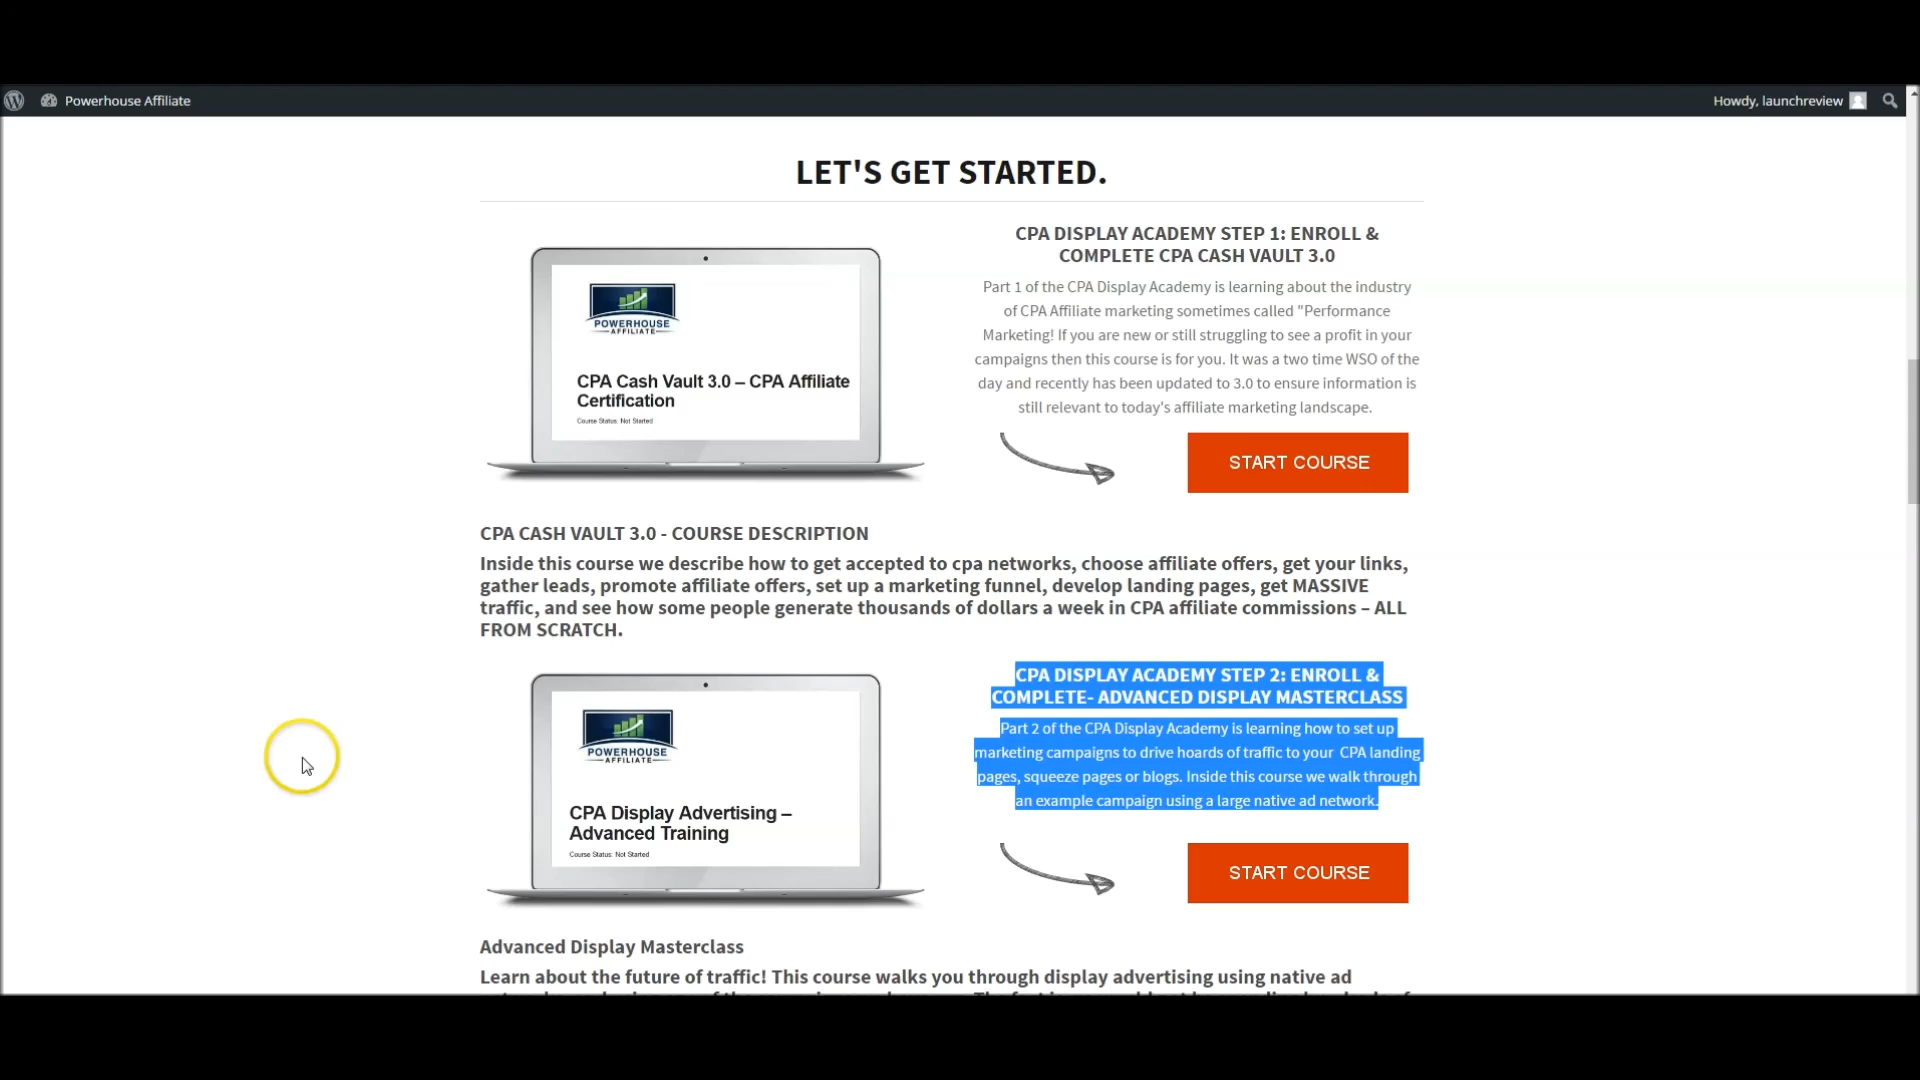 Powerhouse Affiliate
Howdy, launchreview
LET'S GET STARTED.
POWERHOUSE
AFFILIATE
CPA Cash Vault 3.0 – CPA Affiliate
Certification
Course Status: Not Started
CPA DISPLAY ACADEMY STEP 1: ENROLL &
COMPLETE CPA CASH VAULT 3.0
Part 1 of the CPA Display Academy is learning about the industry
of CPA Affiliate marketing sometimes called "Performance
Marketing! If you are new or still struggling to see a profit in your
campaigns then this course is for you. It was a two time WSO of the
day and recently has been updated to 3.0 to ensure information is
still relevant to today's affiliate marketing landscape.
START COURSE
CPA CASH VAULT 3.0 - COURSE DESCRIPTION
Inside this course we describe how to get accepted to cpa networks, choose affiliate offers, get your links,
gather leads, promote affiliate offers, set up a marketing funnel, develop landing pages, get MASSIVE
traffic, and see how some people generate thousands of dollars a week in CPA affiliate commissions – ALL
FROM SCRATCH.
POWERHOUSE
AFFILIATE
CPA Display Advertising –
Advanced Training
Course Status: Not Started
CPA DISPLAY ACADEMY STEP 2: ENROLL &
COMPLETE- ADVANCED DISPLAY MASTERCLASS
Part 2 of the CPA Display Academy is learning how to set up
marketing campaigns to drive hoards of traffic to your CPA landing
pages, squeeze pages or blogs. Inside this course we walk through
an example campaign using a large native ad network.
START COURSE
Advanced Display Masterclass
Learn about the future of traffic! This course walks you through display advertising using native ad